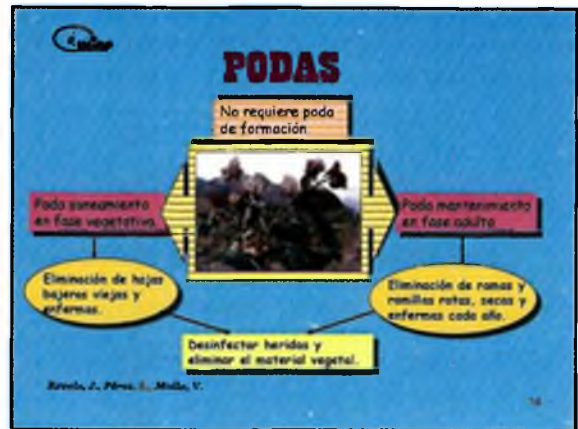 PODAS
No requiere poda
de formación
Poda saneamiento
en fase vegetativa
Poda mantenimiento
en fase adulta
Eliminación de hojas
bajeras viejas y
enfermas.
Eliminación de ramas y
ramillas rotas, secas y
enfermas cada año.
Desinfectar heridas y
eliminar el material vegetal.
J., Pérez, V.